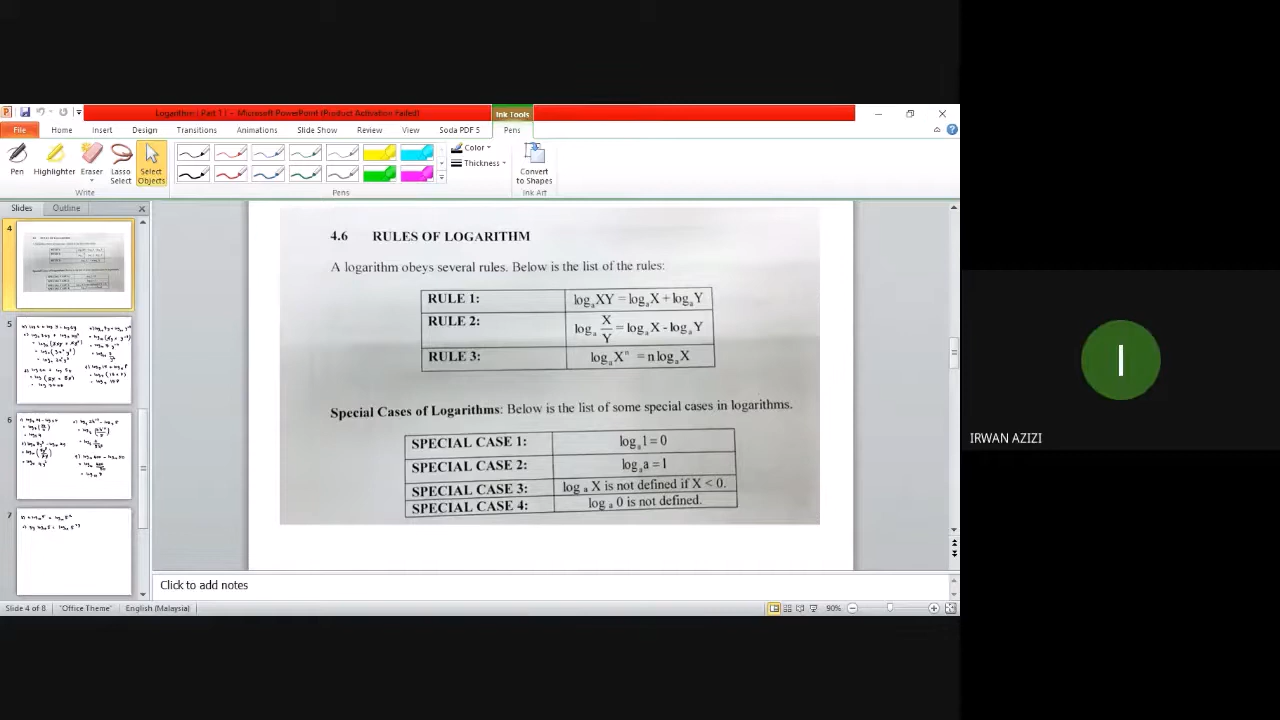 Logarithm ( Part 1 ) - Microsoft PowerPoint (Product Activation Failed)
Ink Tools
File Home Insert Design Transitions Animations Slide Show Review View Soda PDF 5 Pens
Pen Highlighter Eraser Lasso Select Select Objects
Color
Thickness
Convert to Shapes
Write Pens Ink Art
Slides Outline
4
5
6
7
4.6 RULES OF LOGARITHM
A logarithm obeys several rules. Below is the list of the rules:
RULE 1: logₐXY = logₐX + logₐY
RULE 2: logₐ X/Y = logₐX - logₐY
RULE 3: logₐXⁿ = n logₐX
Special Cases of Logarithms: Below is the list of some special cases in logarithms.
SPECIAL CASE 1: logₐ1 = 0
SPECIAL CASE 2: logₐa = 1
SPECIAL CASE 3: log ₐ X is not defined if X < 0.
SPECIAL CASE 4: log ₐ 0 is not defined.
Click to add notes
Slide 4 of 8 "Office Theme" English (Malaysia) 90%
I
IRWAN AZIZI